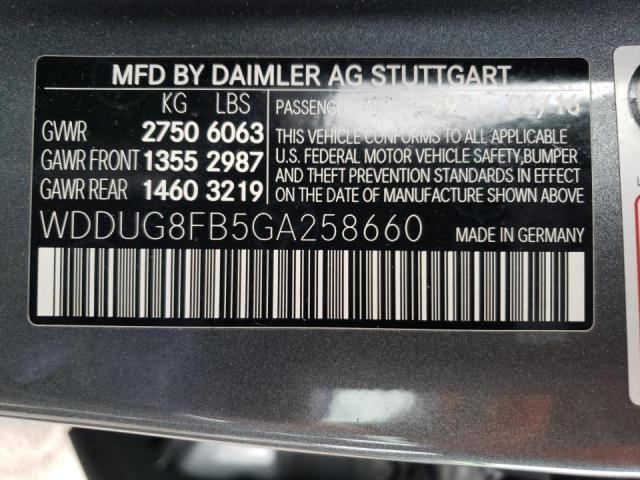 MFD BY DAIMLER AG STUTTGART
KG LBS
PASSENGER 02/16
GVWR 2750 6063
GAWR FRONT 1355 2987
GAWR REAR 1460 3219
THIS VEHICLE CONFORMS TO ALL APPLICABLE
U.S. FEDERAL MOTOR VEHICLE SAFETY,BUMPER
AND THEFT PREVENTION STANDARDS IN EFFECT
ON THE DATE OF MANUFACTURE SHOWN ABOVE
WDDUG8FB5GA258660 MADE IN GERMANY